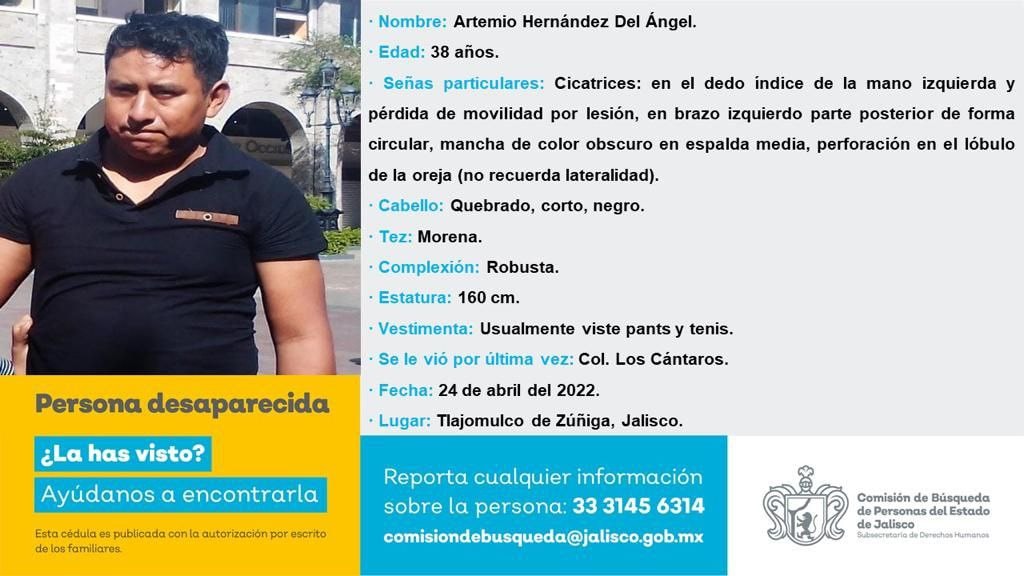 · Nombre: Artemio Hernández Del Ángel.
· Edad: 38 años.
· Señas particulares: Cicatrices: en el dedo índice de la mano izquierda y
pérdida de movilidad por lesión, en brazo izquierdo parte posterior de forma
circular, mancha de color obscuro en espalda media, perforación en el lóbulo
de la oreja (no recuerda lateralidad).
· Cabello: Quebrado, corto, negro.
· Tez: Morena.
· Complexión: Robusta.
· Estatura: 160 cm.
· Vestimenta: Usualmente viste pants y tenis.
· Se le vió por última vez: Col. Los Cántaros.
· Fecha: 24 de abril del 2022.
· Lugar: Tlajomulco de Zúñiga, Jalisco.
Persona desaparecida
¿La has visto?
Ayúdanos a encontrarla
Esta cédula es publicada con la autorización por escrito
de los familiares.
Reporta cualquier información
sobre la persona: 33 3145 6314
comisiondebusqueda@jalisco.gob.mx
Comisión de Búsqueda
de Personas del Estado
de Jalisco
Subsecretaría de Derechos Humanos